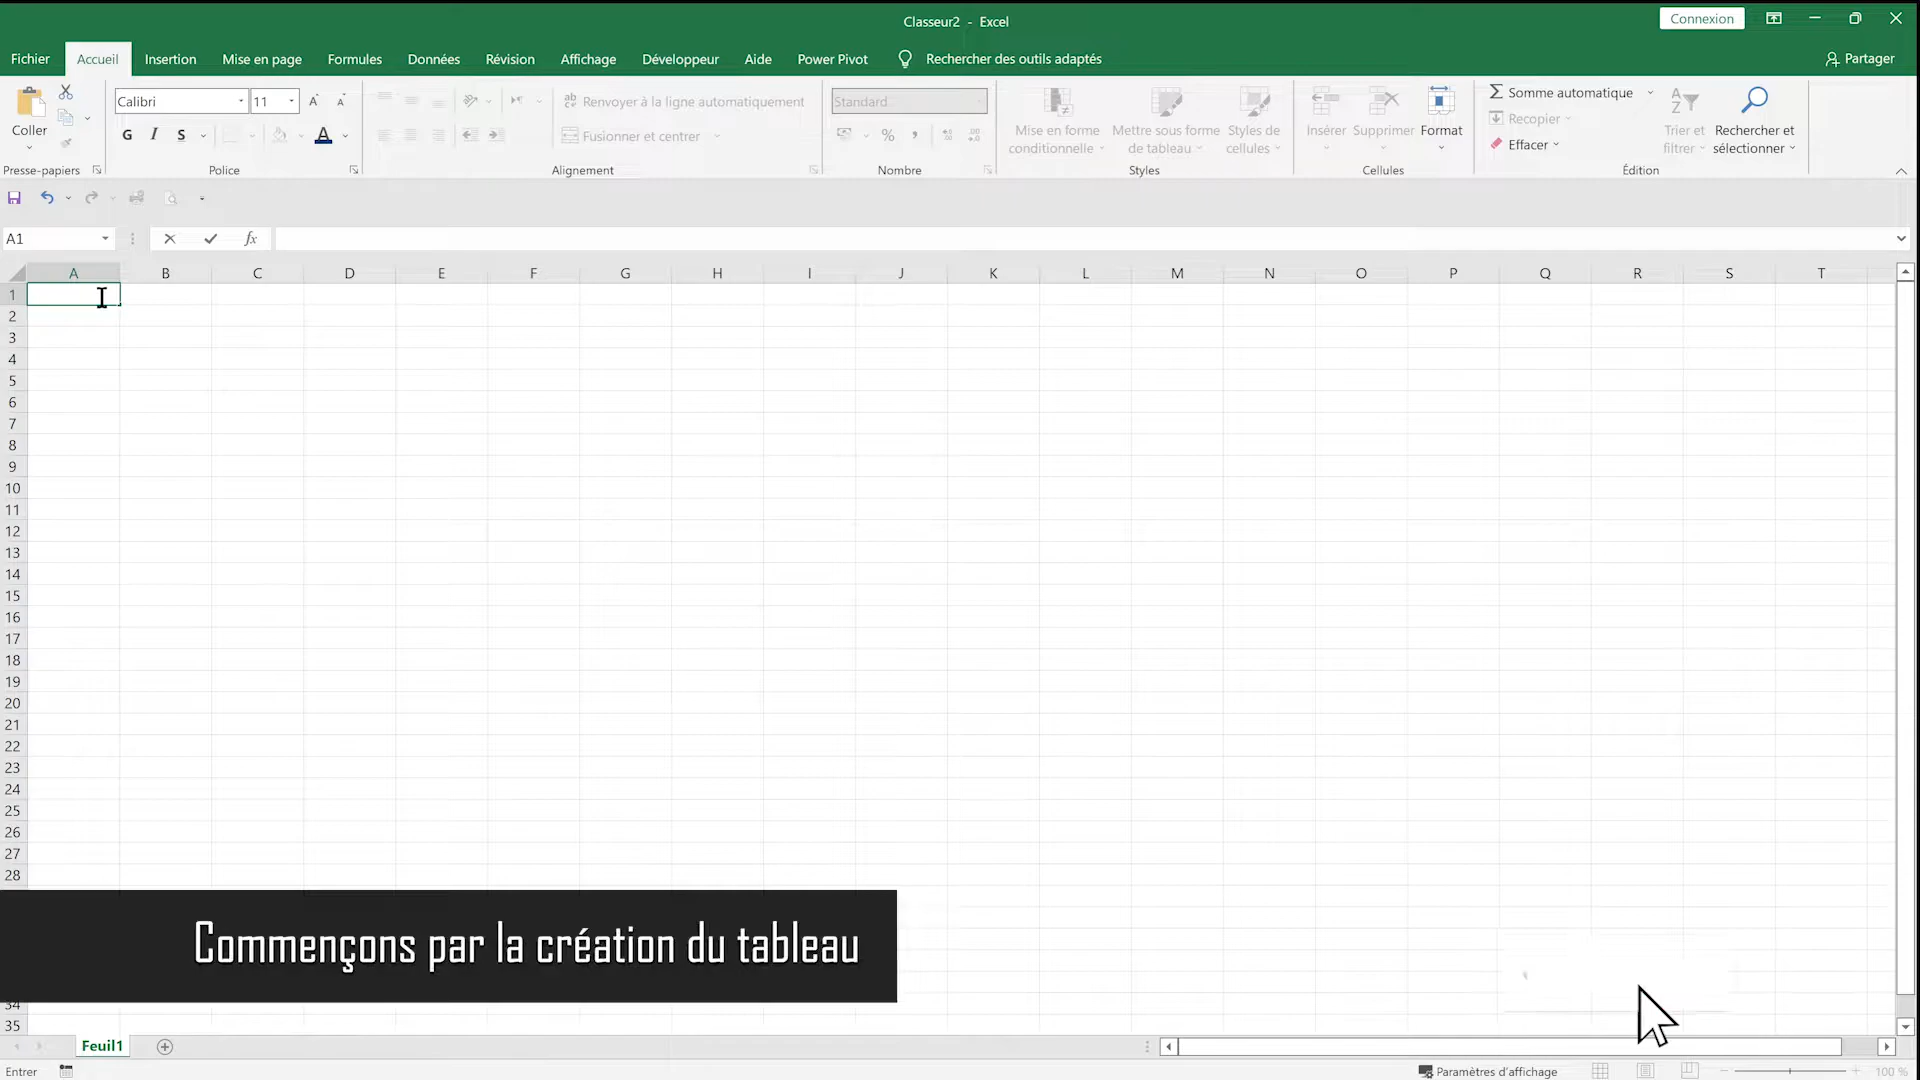 Classeur2 - Excel
Connexion
Fichier Accueil Insertion Mise en page Formules Données Révision Affichage Développeur Aide Power Pivot Rechercher des outils adaptés Partager
Coller
Presse-papiers
Calibri 11
G I S A
Police
Renvoyer à la ligne automatiquement
Fusionner et centrer
Alignement
Standard
%
Nombre
Mise en forme conditionnelle
Mettre sous forme de tableau
Styles de cellules
Styles
Insérer
Supprimer
Format
Cellules
Somme automatique
Recopier
Effacer
Trier et filtrer
Rechercher et sélectionner
Édition
A1 fx
A B C D E F G H I J K L M N O P Q R S T
1
2
3
4
5
6
7
8
9
10
11
12
13
14
15
16
17
18
19
20
21
22
23
24
25
26
27
28
Commençons par la création du tableau
34
35
Feuil1
Entrer Paramètres d'affichage 100 %